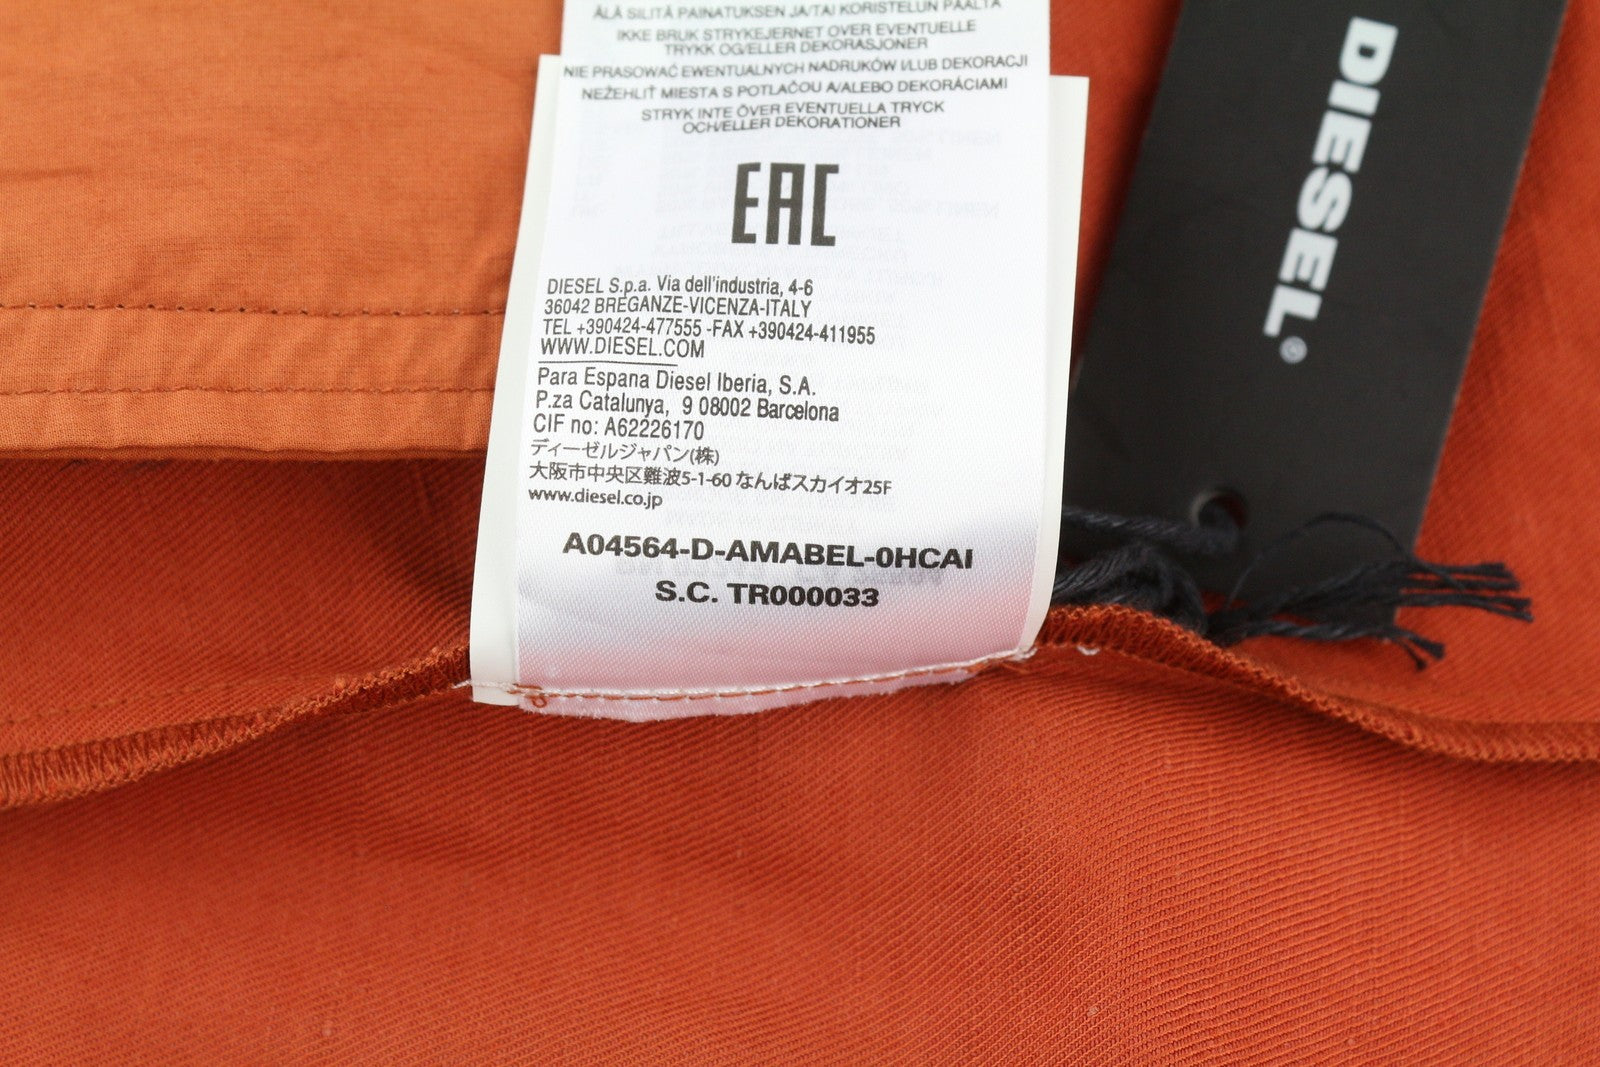 ÄLÄ SILITÄ PAINATUKSEN JA/TAI KORISTELUN PÄÄLTÄ
IKKE BRUK STRYKEJERNET OVER EVENTUELLE
TRYKK OG/ELLER DEKORASJONER
NIE PRASOWAĆ EWENTUALNYCH NADRUKÓW I/LUB DEKORACJI
NEŽEHLIŤ MIESTA S POTLAČOU A/ALEBO DEKORÁCIAMI
STRYK INTE ÖVER EVENTUELLA TRYCK
OCH/ELLER DEKORATIONER
EAC
DIESEL S.p.a. Via dell'industria, 4-6
36042 BREGANZE-VICENZA-ITALY
TEL +390424-477555 -FAX +390424-411955
WWW.DIESEL.COM
Para Espana Diesel Iberia, S.A.
P.za Catalunya, 9 08002 Barcelona
CIF no: A62226170
ディーゼルジャパン(株)
大阪市中央区難波5-1-60 なんばスカイオ25F
www.diesel.co.jp
A04564-D-AMABEL-0HCAI
S.C. TR000033
DIESEL®